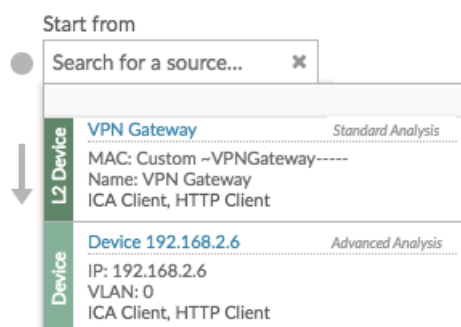 Start from
Search for a source... ×
L2 Device
VPN Gateway Standard Analysis
MAC: Custom ~VPNGateway-----
Name: VPN Gateway
ICA Client, HTTP Client
Device
Device 192.168.2.6 Advanced Analysis
IP: 192.168.2.6
VLAN: 0
ICA Client, HTTP Client